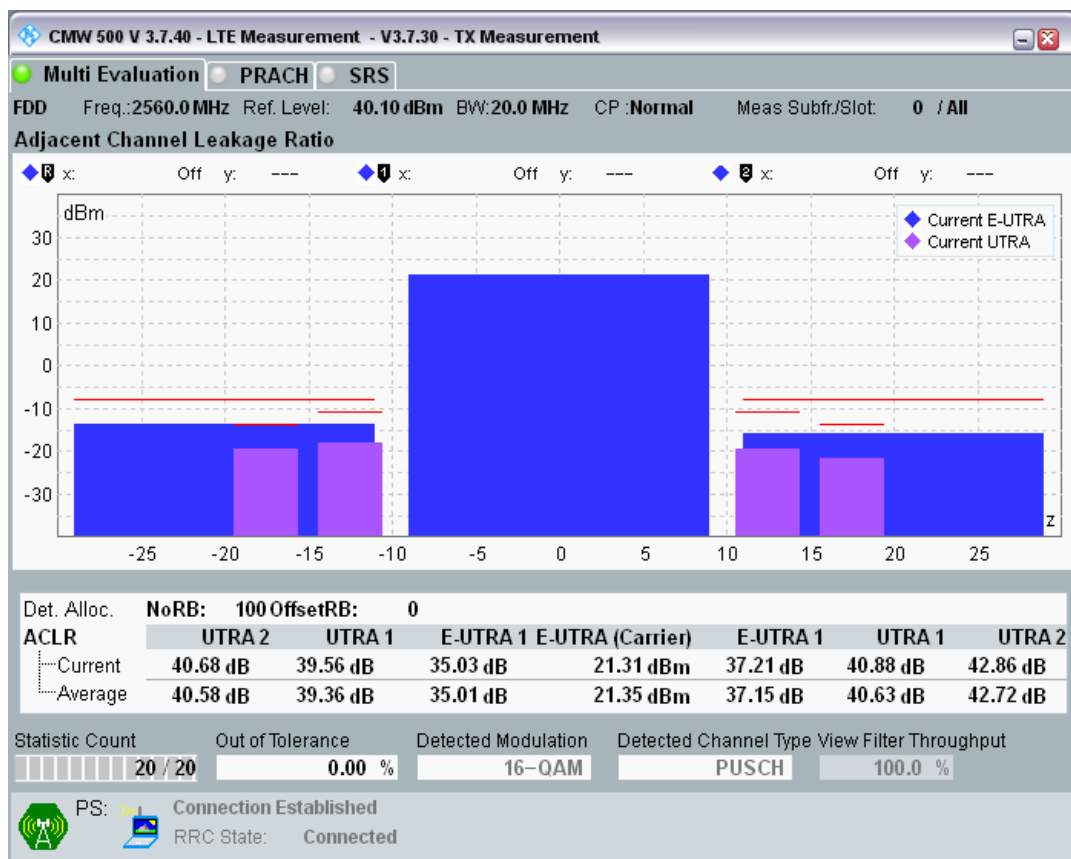 CMW 500 V 3.7.40 - LTE Measurement - V3.7.30 - TX Measurement
Multi Evaluation PRACH SRS
FDD Freq.:2560.0 MHz Ref. Level: 40.10 dBm BW:20.0 MHz CP :Normal Meas Subfr./Slot: 0 / All
Adjacent Channel Leakage Ratio
R x: Off y: --- 1 x: Off y: --- 2 x: Off y: ---
dBm
Current E-UTRA
Current UTRA
30
20
10
0
-10
-20
-30
z
-25 -20 -15 -10 -5 0 5 10 15 20 25
Det. Alloc. NoRB: 100 OffsetRB: 0
ACLR UTRA 2 UTRA 1 E-UTRA 1 E-UTRA (Carrier) E-UTRA 1 UTRA 1 UTRA 2
Current 40.68 dB 39.56 dB 35.03 dB 21.31 dBm 37.21 dB 40.88 dB 42.86 dB
Average 40.58 dB 39.36 dB 35.01 dB 21.35 dBm 37.15 dB 40.63 dB 42.72 dB
Statistic Count Out of Tolerance Detected Modulation Detected Channel Type View Filter Throughput
20 / 20 0.00 % 16-QAM PUSCH 100.0 %
PS: Connection Established
RRC State: Connected